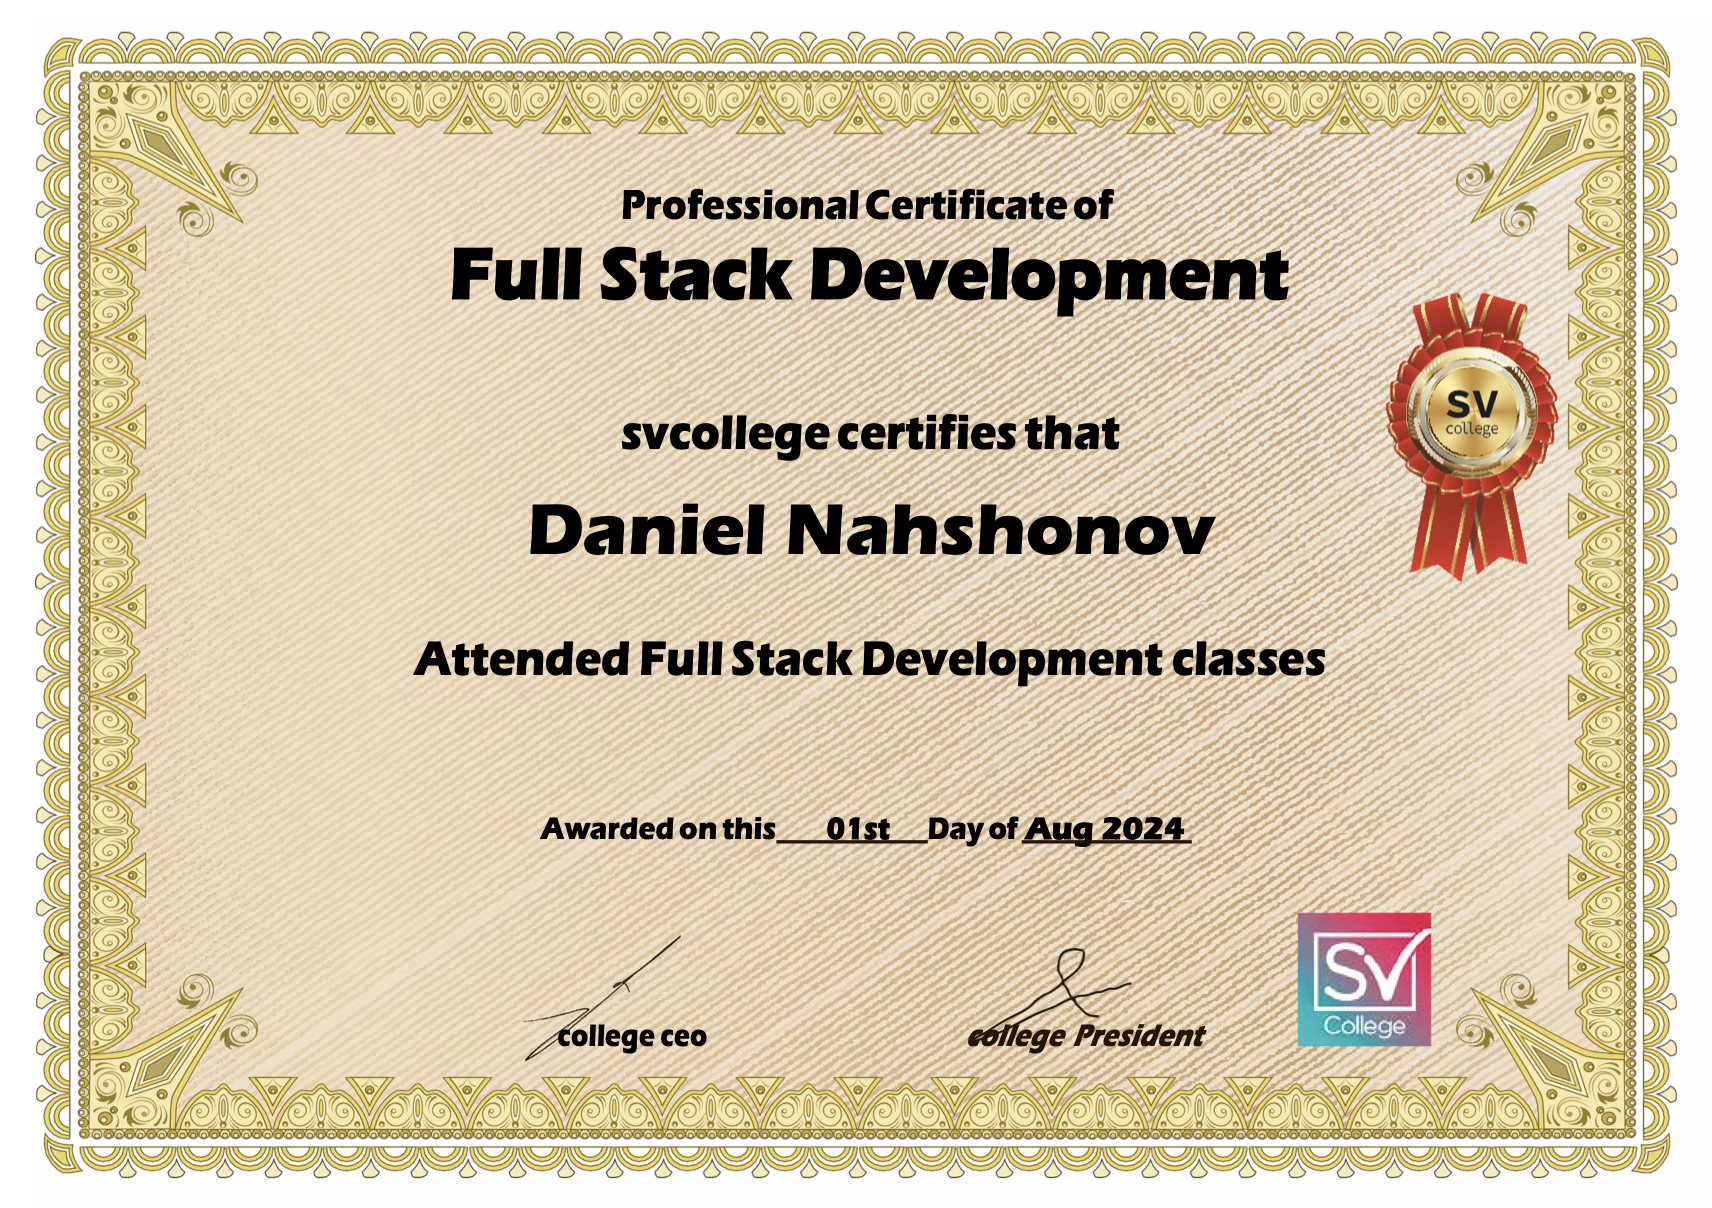 Professional Certificate of
Full Stack Development
SV
college
svcollege certifies that
Daniel Nahshonov
Attended Full Stack Development classes
Awarded on this 01st Day of Aug 2024
college ceo
college President
SV
College